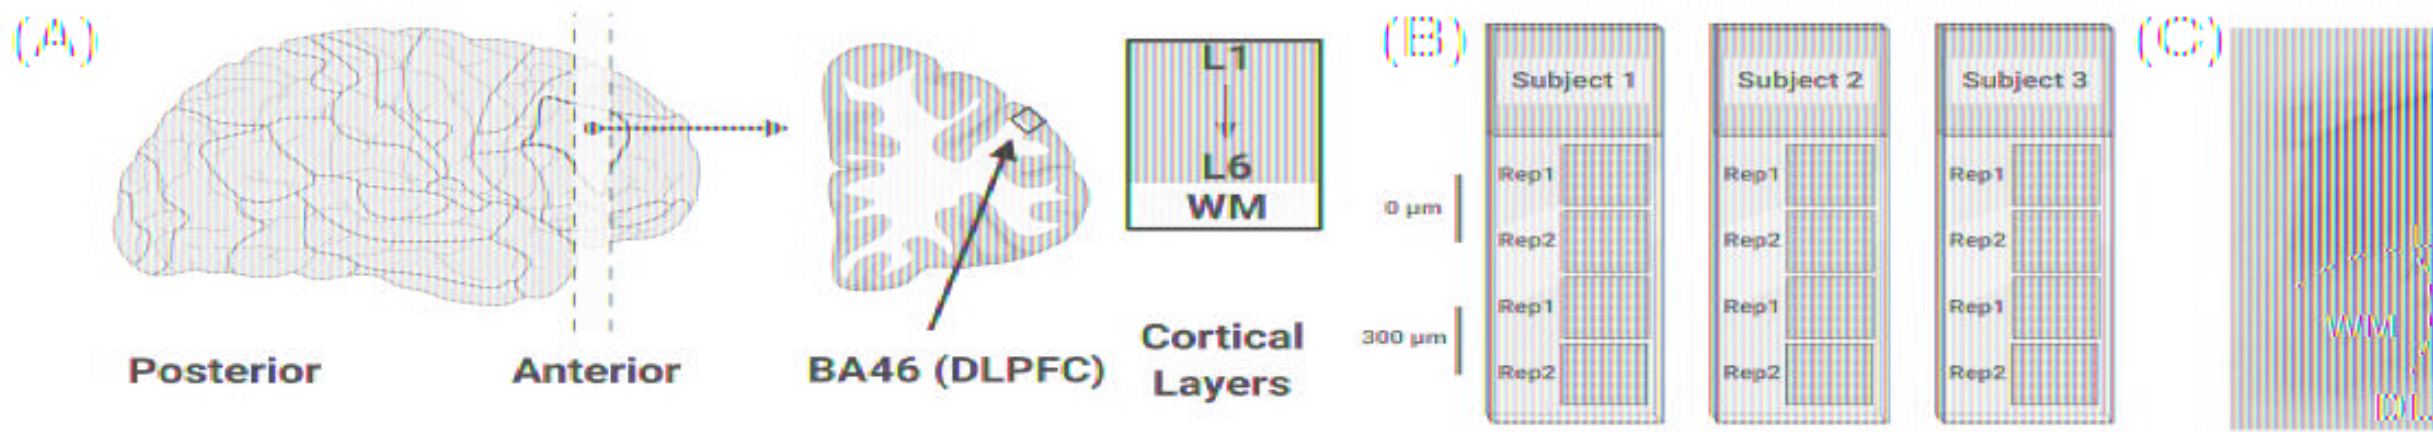 (A)
Posterior
Anterior
BA46 (DLPFC)
L1
L6
WM
Cortical
Layers
(B)
0 µm
300 µm
Subject 1
Rep1
Rep2
Rep1
Rep2
Subject 2
Rep1
Rep2
Rep1
Rep2
Subject 3
Rep1
Rep2
Rep1
Rep2
(C)
WM